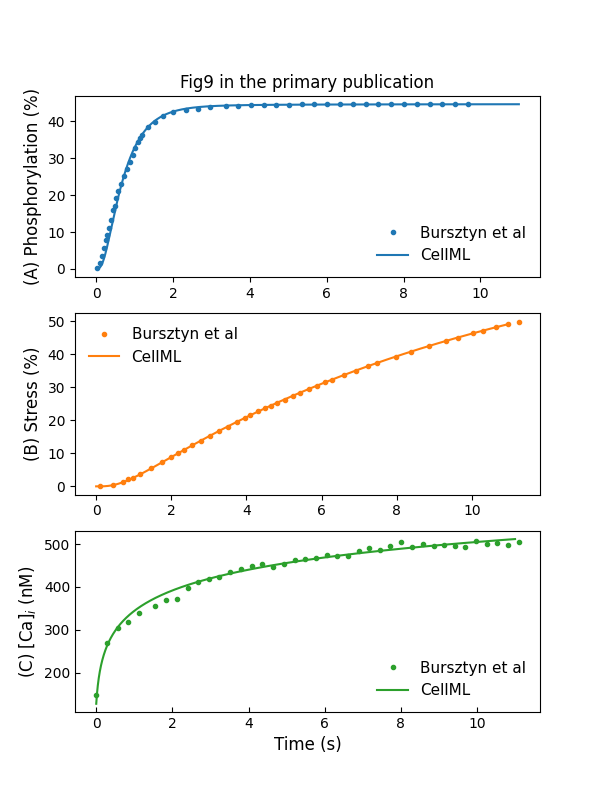 Fig9 in the primary publication
(A) Phosphorylation (%)
40
30
20
10
0
Bursztyn et al
CellML
0 2 4 6 8 10
(B) Stress (%)
50
40
30
20
10
0
Bursztyn et al
CellML
0 2 4 6 8 10
(C) [Ca]i (nM)
500
400
300
200
Bursztyn et al
CellML
0 2 4 6 8 10
Time (s)